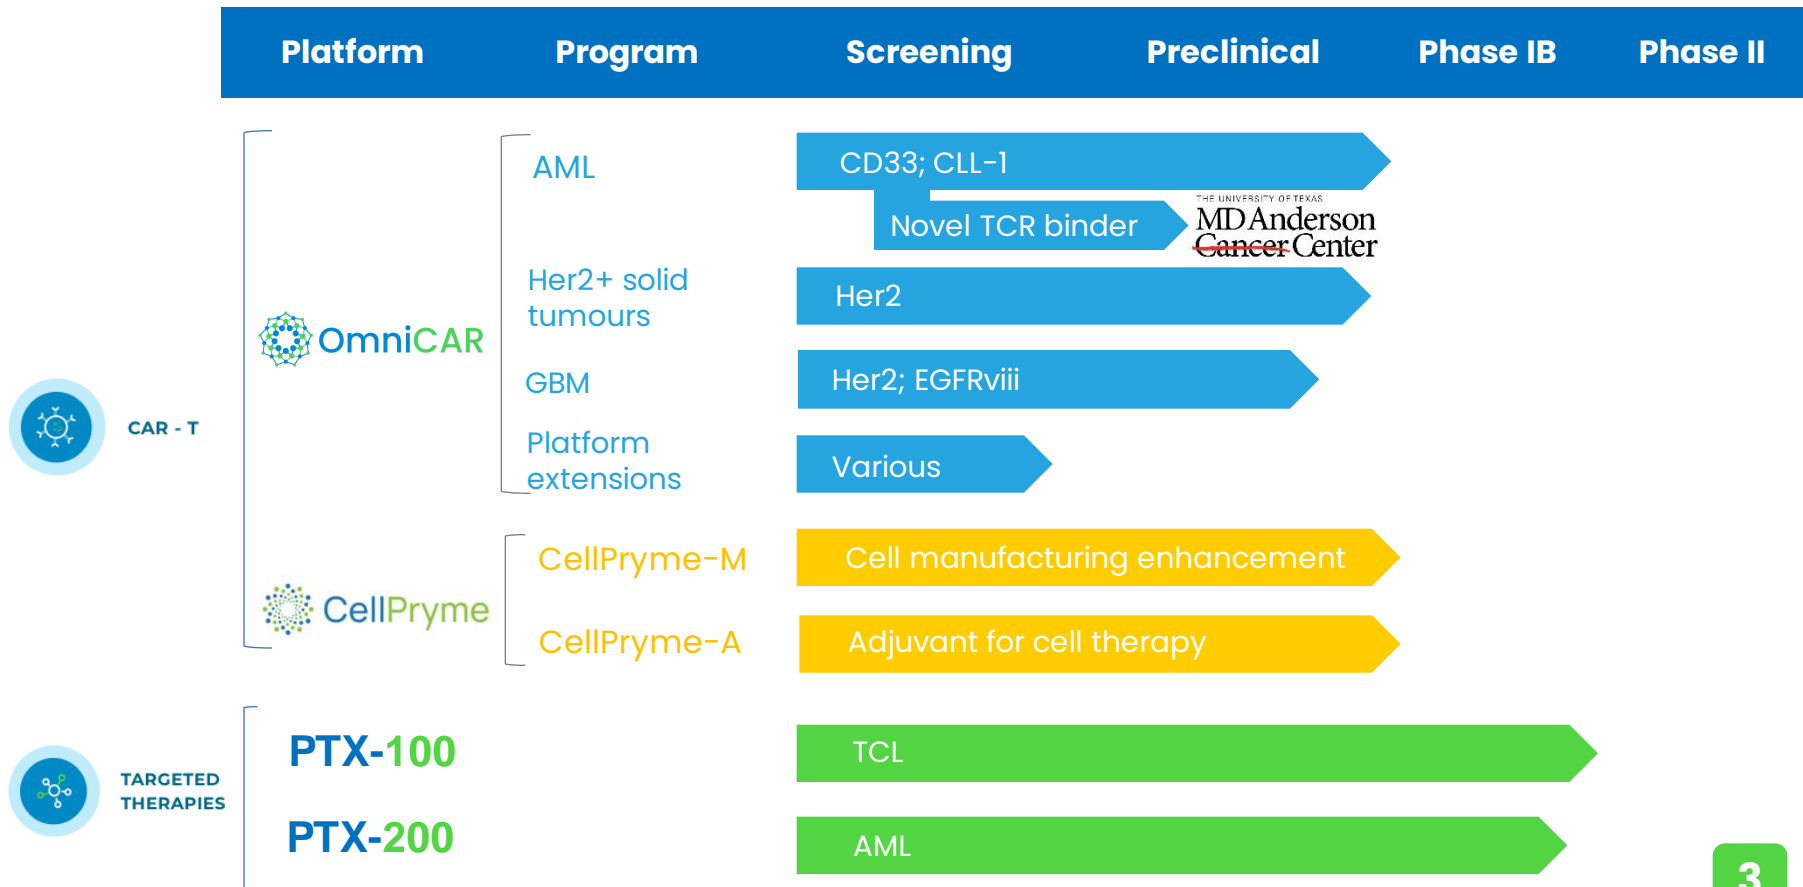 Platform Program Screening Preclinical Phase IB Phase II
AML
CD33; CLL-1
Novel TCR binder
THE UNIVERSITY OF TEXAS
MD Anderson
Cancer Center
Her2+ solid
tumours
Her2
OmniCAR
GBM
Her2; EGFRviii
CAR - T
Platform
extensions
Various
CellPryme-M
Cell manufacturing enhancement
CellPryme
CellPryme-A
Adjuvant for cell therapy
PTX-100
TCL
TARGETED
THERAPIES
PTX-200
AML
3